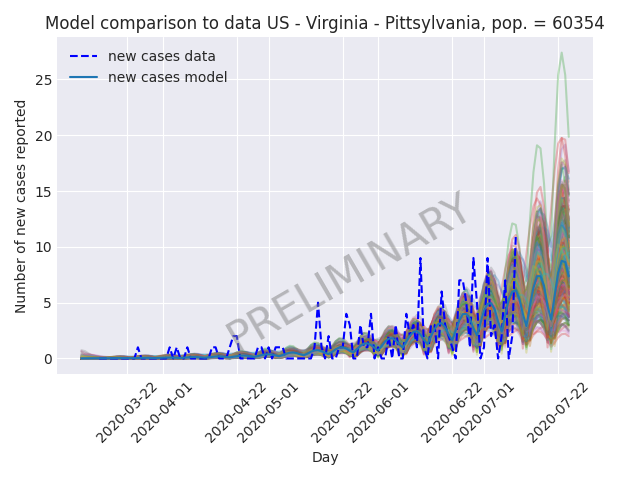 Model comparison to data US - Virginia - Pittsylvania, pop. = 60354
new cases data
new cases model
Number of new cases reported
25
20
15
10
5
0
PRELIMINARY
2020-03-22
2020-04-01
2020-04-22
2020-05-01
2020-05-22
2020-06-01
2020-06-22
2020-07-01
2020-07-22
Day